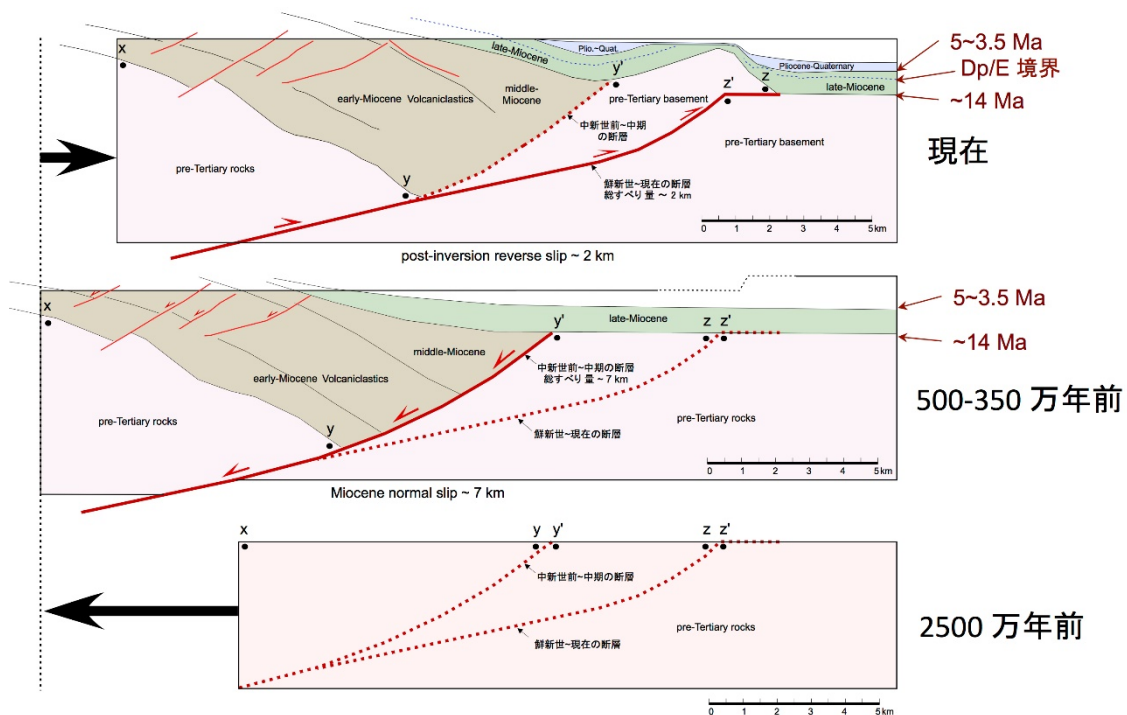 Plio.~Quat.
5~3.5 Ma
late-Miocene
x
y'
Pliocene-Quaternary
Dp/E 境界
middle-
Miocene
z'
z
late-Miocene
~14 Ma
early-Miocene Volcaniclastics
pre-Tertiary basement
中新世前~中期
の断層
pre-Tertiary basement
現在
pre-Tertiary rocks
y
鮮新世~現在の断層
総すべり量 ~ 2 km
0 1 2 3 4 5km
post-inversion reverse slip ~ 2 km
x
5~3.5 Ma
y'
late-Miocene
z
z'
~14 Ma
middle-Miocene
中新世前~中期の断層
総すべり量 ~ 7 km
early-Miocene Volcaniclastics
500-350 万年前
pre-Tertiary rocks
pre-Tertiary rocks
y
鮮新世~現在の断層
0 1 2 3 4 5km
Miocene normal slip ~ 7 km
x
y
y'
z
z'
中新世前~中期の断層
pre-Tertiary rocks
2500 万年前
鮮新世~現在の断層
0 1 2 3 4 5km